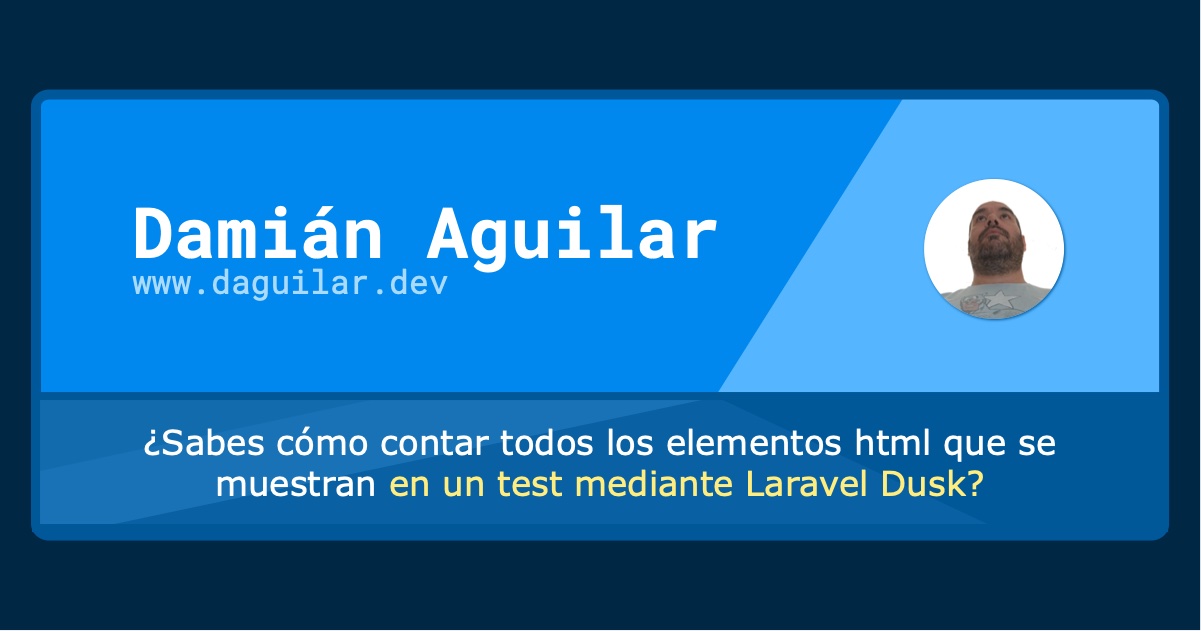 Damián Aguilar
www.daguilar.dev
¿Sabes cómo contar todos los elementos html que se
muestran en un test mediante Laravel Dusk?